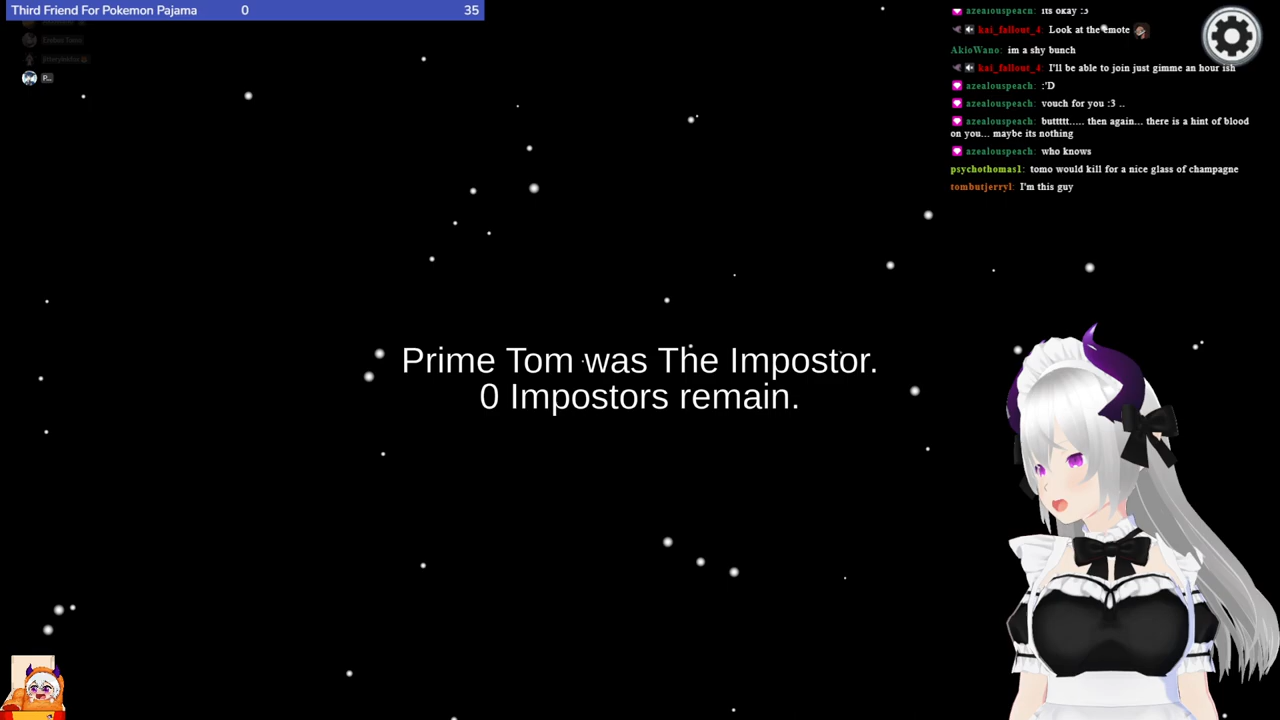 Third Friend For Pokemon Pajama 0 35
Erebus Toons
P...
azealouspeach: its okay :3
kai_fallout_4: Look at the emote
AkioWano: im a shy bunch
kai_fallout_4: I'll be able to join just gimme an hour ish
azealouspeach: :'D
azealouspeach: vouch for you :3 ..
azealouspeach: buttttt..... then again... there is a hint of blood
on you... maybe its nothing
azealouspeach: who knows
psychothomas1: tomo would kill for a nice glass of champagne
tombutjerry1: I'm this guy
Prime Tom was The Impostor.
0 Impostors remain.